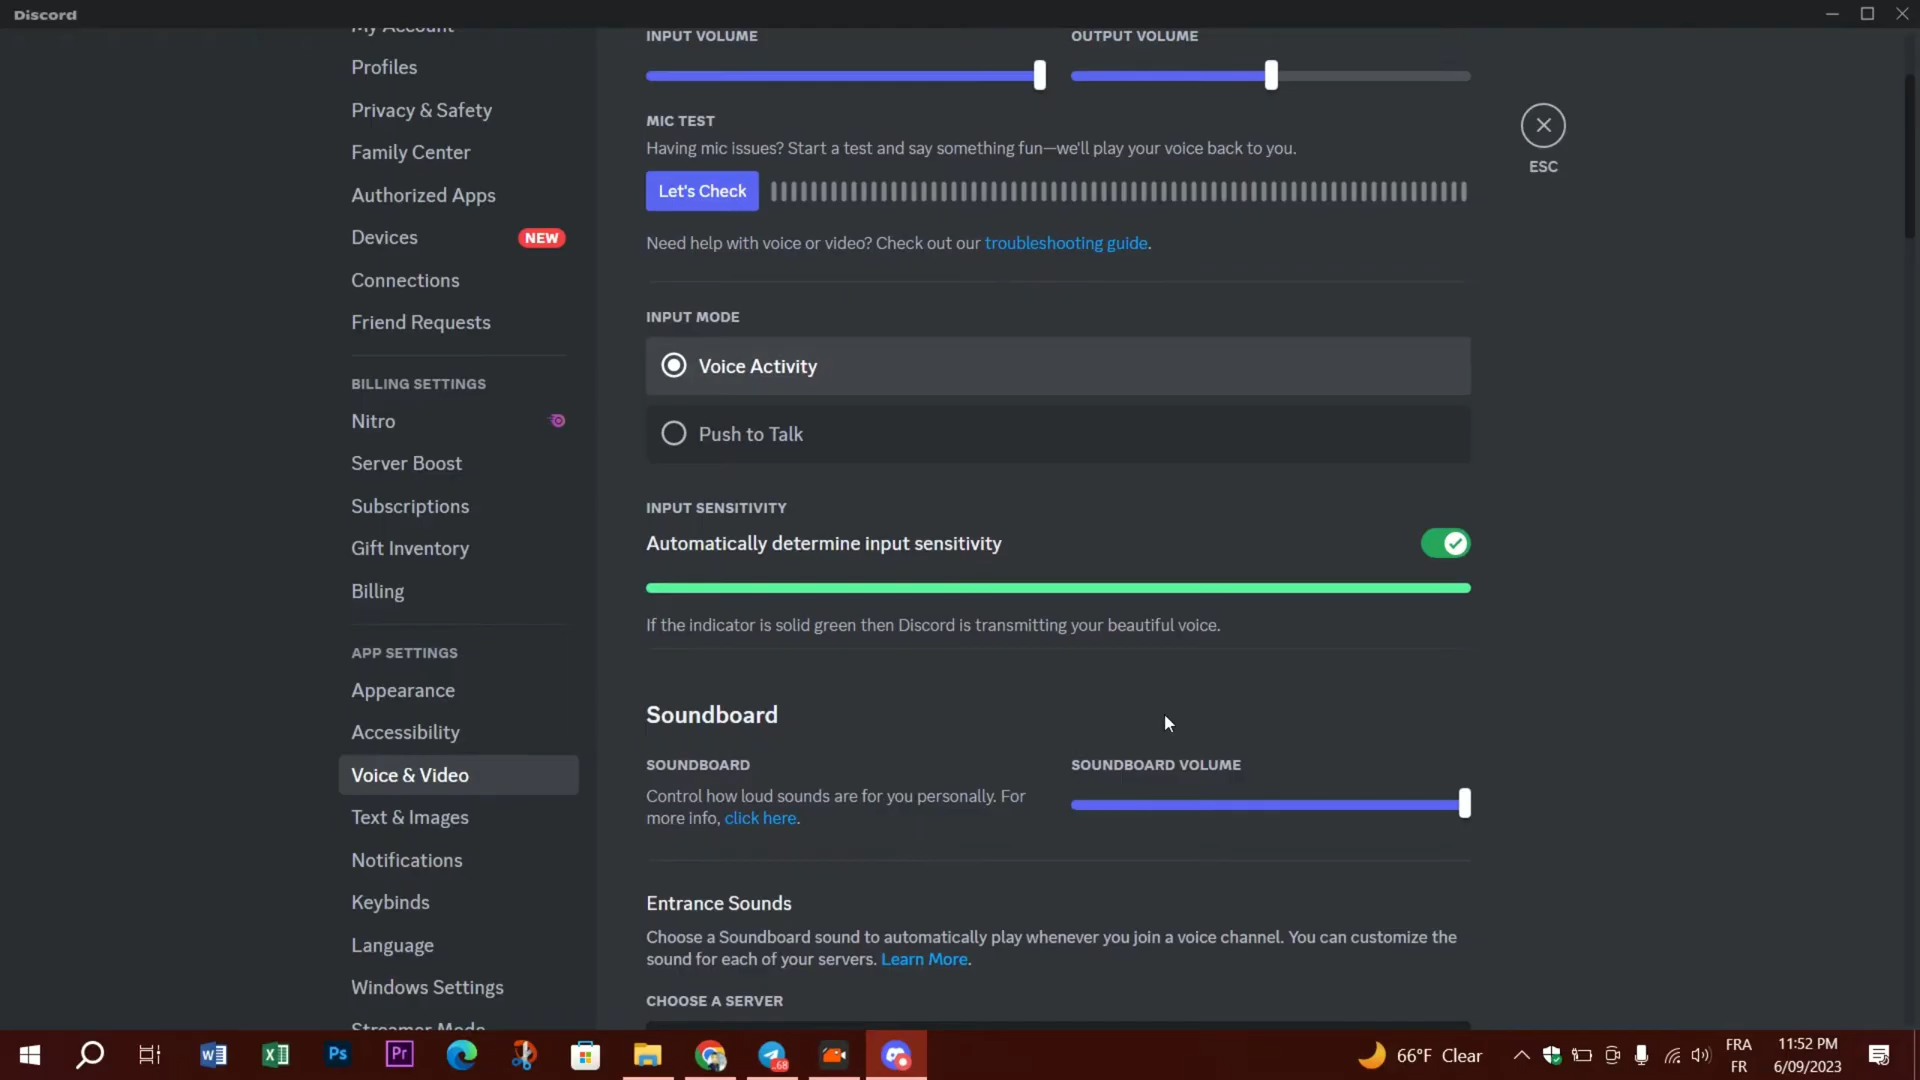 Discord
My Account
Profiles
Privacy & Safety
Family Center
Authorized Apps
Devices NEW
Connections
Friend Requests
BILLING SETTINGS
Nitro
Server Boost
Subscriptions
Gift Inventory
Billing
APP SETTINGS
Appearance
Accessibility
Voice & Video
Text & Images
Notifications
Keybinds
Language
Windows Settings
Streamer Mode
INPUT VOLUME
OUTPUT VOLUME
MIC TEST
Having mic issues? Start a test and say something fun—we'll play your voice back to you.
Let's Check
Need help with voice or video? Check out our troubleshooting guide.
INPUT MODE
Voice Activity
Push to Talk
INPUT SENSITIVITY
Automatically determine input sensitivity
If the indicator is solid green then Discord is transmitting your beautiful voice.
Soundboard
SOUNDBOARD
Control how loud sounds are for you personally. For
more info, click here.
SOUNDBOARD VOLUME
Entrance Sounds
Choose a Soundboard sound to automatically play whenever you join a voice channel. You can customize the
sound for each of your servers. Learn More.
CHOOSE A SERVER
ESC
Ps
Pr
68
66°F Clear
FRA
FR
11:52 PM
6/09/2023